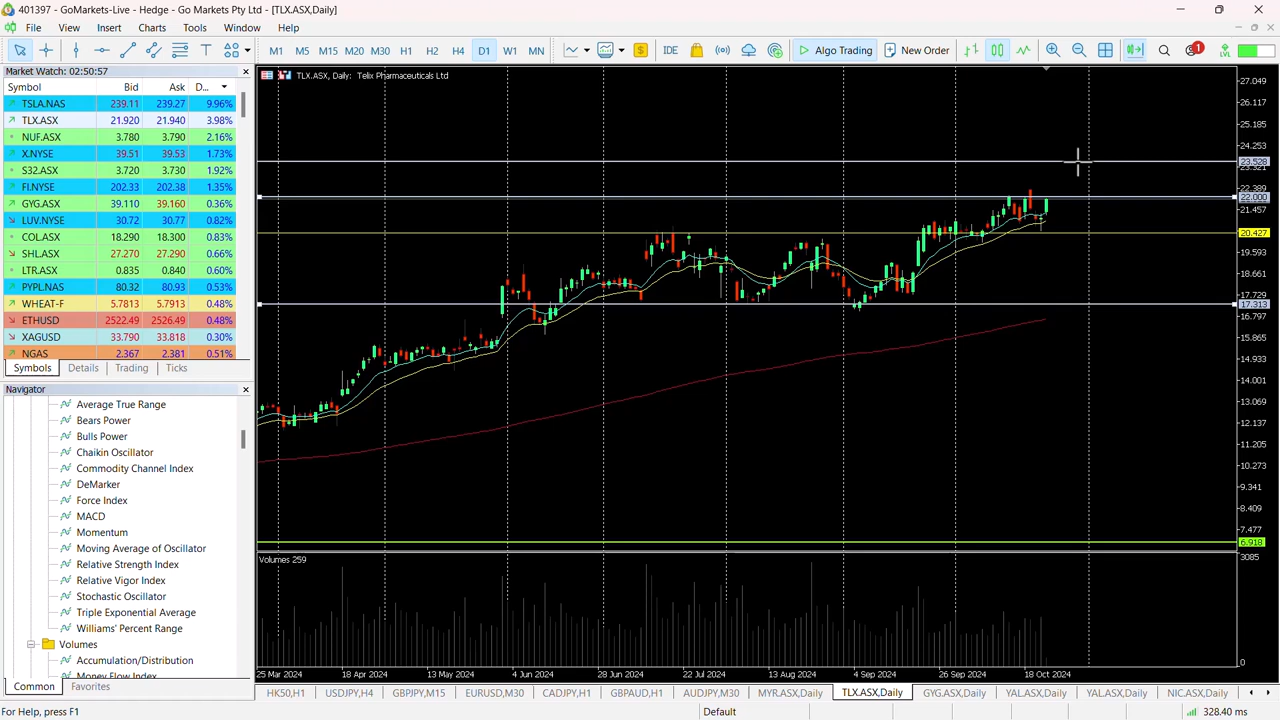 401397 - GoMarkets-Live - Hedge - Go Markets Pty Ltd - [TLX.ASX,Daily]
File View Insert Charts Tools Window Help
M1 M5 M15 M20 M30 H1 H2 H4 D1 W1 MN IDE Algo Trading New Order 1 LVL
Market Watch: 02:50:57
Symbol Bid Ask D...
TSLA.NAS 239.11 239.27 9.96%
TLX.ASX 21.920 21.940 3.98%
NUF.ASX 3.780 3.790 2.16%
X.NYSE 39.51 39.53 1.73%
S32.ASX 3.720 3.730 1.92%
FI.NYSE 202.33 202.38 1.35%
GYG.ASX 39.110 39.160 0.36%
LUV.NYSE 30.72 30.77 0.82%
COL.ASX 18.290 18.300 0.83%
SHL.ASX 27.270 27.290 0.66%
LTR.ASX 0.835 0.840 0.60%
PYPL.NAS 80.32 80.93 0.53%
WHEAT-F 5.7813 5.7913 0.48%
ETHUSD 2522.49 2526.49 0.48%
XAGUSD 33.790 33.818 0.30%
NGAS 2.367 2.381 0.51%
Symbols Details Trading Ticks
Navigator
Average True Range
Bears Power
Bulls Power
Chaikin Oscillator
Commodity Channel Index
DeMarker
Force Index
MACD
Momentum
Moving Average of Oscillator
Relative Strength Index
Relative Vigor Index
Stochastic Oscillator
Triple Exponential Average
Williams' Percent Range
Volumes
Accumulation/Distribution
Money Flow Index
Common Favorites
TLX.ASX, Daily: Telix Pharmaceuticals Ltd
27.049
26.117
25.185
24.253
23.528
23.321
22.389
22.000
21.457
20.427
19.593
18.661
17.729
17.313
16.797
15.865
14.933
14.001
13.069
12.137
11.205
10.273
9.341
8.409
7.477
6.918
Volumes 259
3085
0
25 Mar 2024 18 Apr 2024 13 May 2024 4 Jun 2024 28 Jun 2024 22 Jul 2024 13 Aug 2024 4 Sep 2024 26 Sep 2024 18 Oct 2024
HK50,H1 USDJPY,H4 GBPJPY,M15 EURUSD,M30 CADJPY,H1 GBPAUD,H1 AUDJPY,M30 MYR.ASX,Daily TLX.ASX,Daily GYG.ASX,Daily YAL.ASX,Daily YAL.ASX,Daily NIC.ASX,Daily
For Help, press F1 Default 328.40 ms